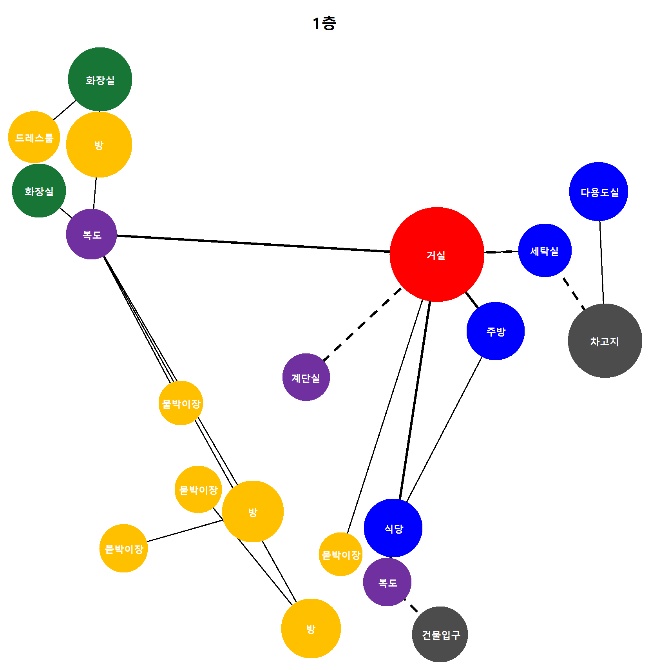 1층
화장실
드레스룸
방
화장실
복도
거실
세탁실
다용도실
주방
차고지
계단실
붙박이장
붙박이장
방
붙박이장
식당
붙박이장
복도
방
건물입구